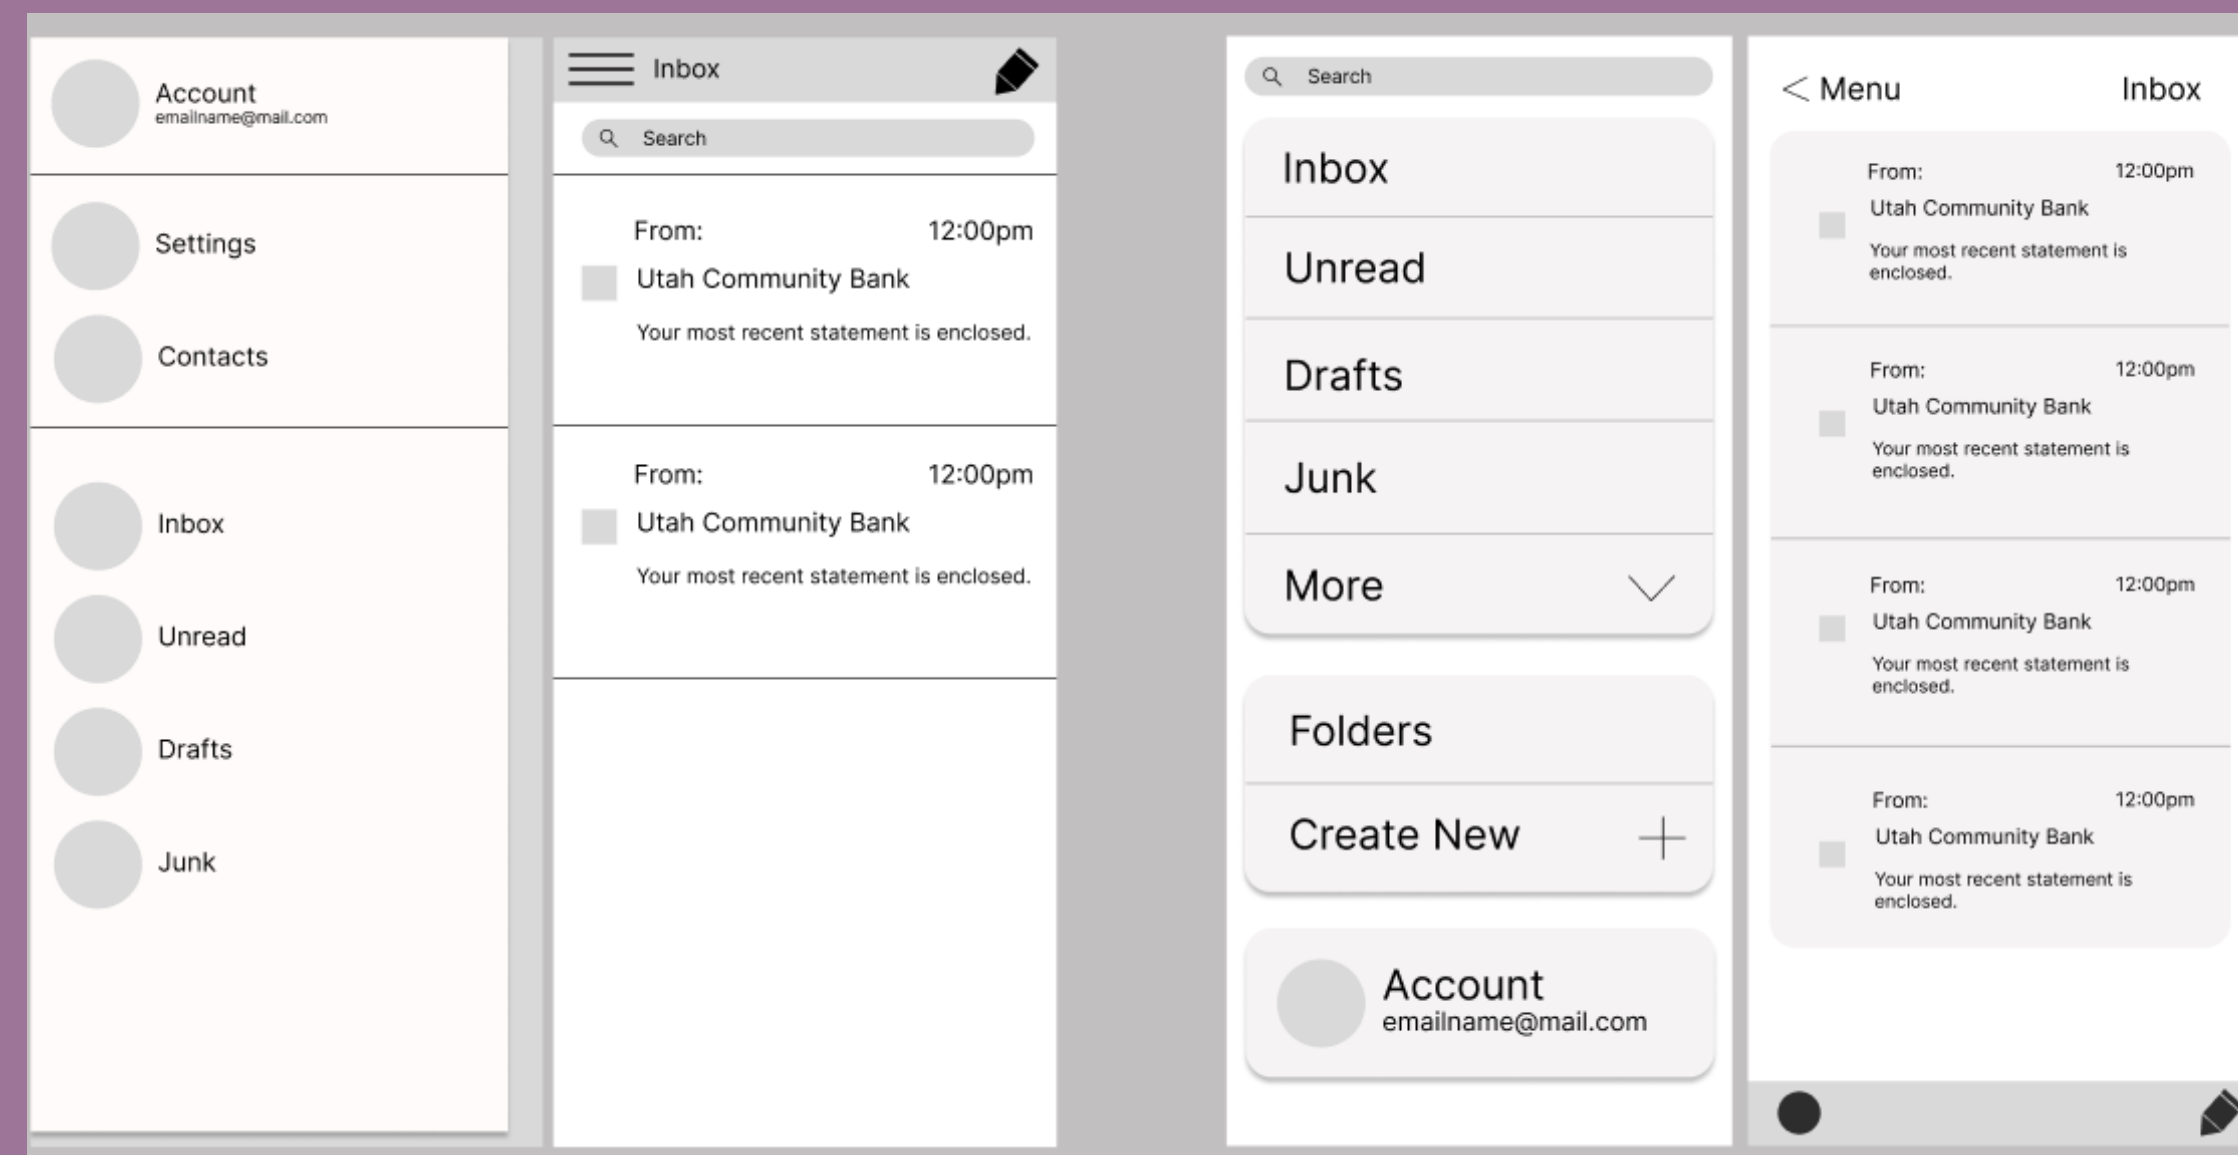 Account
emailname@mail.com
Settings
Contacts
Inbox
Unread
Drafts
Junk
Inbox
Search
From: 12:00pm
Utah Community Bank
Your most recent statement is enclosed.
From: 12:00pm
Utah Community Bank
Your most recent statement is enclosed.
Search
Inbox
Unread
Drafts
Junk
More
Folders
Create New
Account
emailname@mail.com
< Menu Inbox
From: 12:00pm
Utah Community Bank
Your most recent statement is
enclosed.
From: 12:00pm
Utah Community Bank
Your most recent statement is
enclosed.
From: 12:00pm
Utah Community Bank
Your most recent statement is
enclosed.
From: 12:00pm
Utah Community Bank
Your most recent statement is
enclosed.